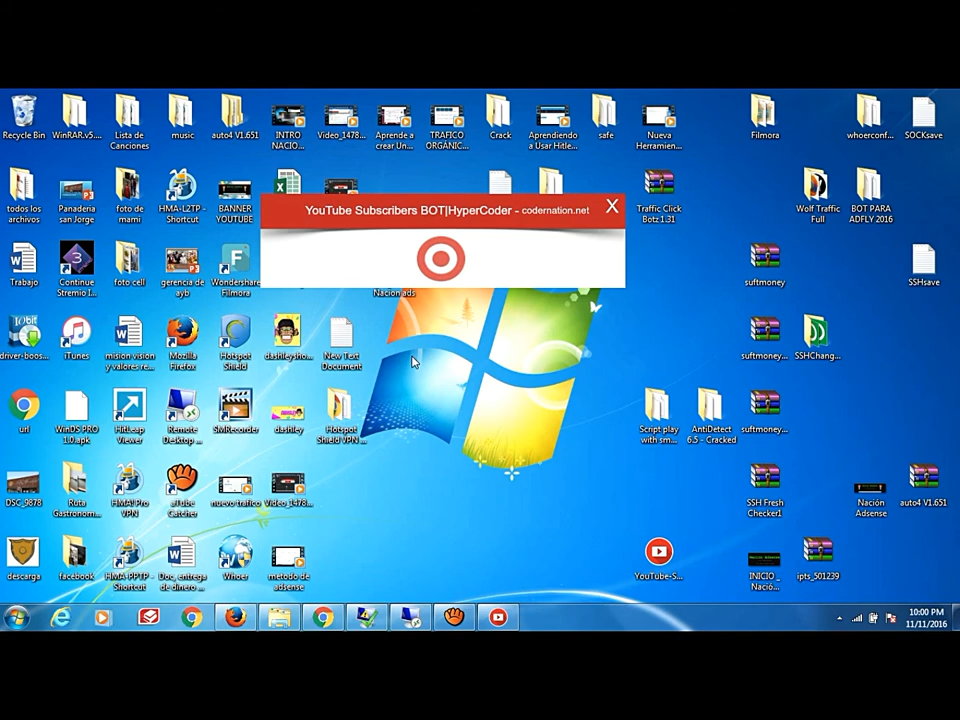 Recycle Bin
WinRAR.v5....
Lista de
Canciones
music
auto4 V1.651
INTRO
NACIO...
Video_1478...
Aprende a
crear Un...
TRAFICO
ORGÁNIC...
Crack
Aprendiendo
a Usar Hitle...
safe
Nueva
Herramien...
Filmora
whoerconf...
SOCKsave
todos los
archivos
Panaderia
san Jorge
foto de
mami
HMA-L2TP -
Shortcut
BANNER
YOUTUBE
YouTube Subscribers BOT|HyperCoder - codernation.net
X
Traffic Click
Botz 1.31
Wolf Traffic
Full
BOT PARA
ADFLY 2016
Trabajo
Continue
Stremio I...
foto cell
gerencia de
ayb
Wondershare
Filmora
Nacion ads
suftmoney
SSHsave
driver-boos...
iTunes
mision vision
y valores re...
Mozilla
Firefox
Hotspot
Shield
dashleysho...
New Text
Document
suftmoney...
SSHChang...
url
WinDS PRO
1.0.apk
HitLeap
Viewer
Remote
Desktop ...
SMRecorder
dashley
Hotspot
Shield VPN ...
Script play
with sm...
AntiDetect
6.5 - Cracked
suftmoney...
DSC_9878
Ruta
Gastronom...
HMA! Pro
VPN
aTube
Catcher
nuevo trafico
Video_1478...
SSH Fresh
Checker1
Nación
Adsense
auto4 V1.651
descarga
facebook
HMA-PPTP -
Shortcut
Doc, entrega
de dinero ...
Whoer
metodo de
adsense
YouTube-S...
INICIO _
Nació...
ipts_501239
10:00 PM
11/11/2016